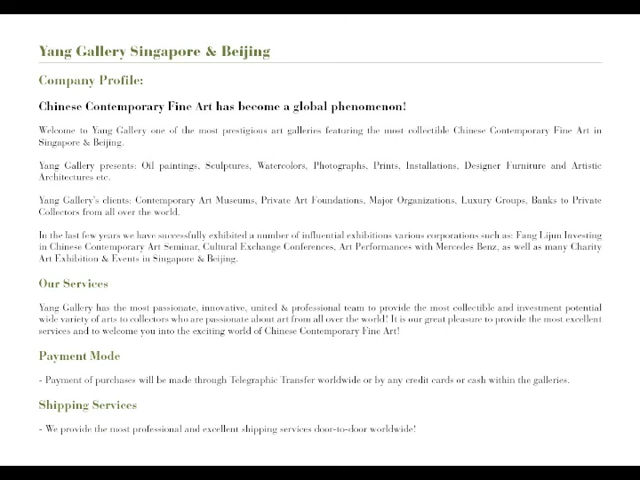 Yang Gallery Singapore & Beijing
Company Profile:
Chinese Contemporary Fine Art has become a global phenomenon!
Welcome to Yang Gallery one of the most prestigious art galleries featuring the most collectible Chinese Contemporary Fine Art in
Singapore & Beijing.
Yang Gallery presents: Oil paintings, Sculptures, Watercolors, Photographs, Prints, Installations, Designer Furniture and Artistic
Architectures etc.
Yang Gallery's clients: Contemporary Art Museums, Private Art Foundations, Major Organizations, Luxury Groups, Banks to Private
Collectors from all over the world.
In the last few years we have successfully exhibited a number of influential exhibitions various corporations such as: Fang Lijun Investing
in Chinese Contemporary Art Seminar, Cultural Exchange Conferences, Art Performances with Mercedes Benz, as well as many Charity
Art Exhibition & Events in Singapore & Beijing.
Our Services
Yang Gallery has the most passionate, innovative, united & professional team to provide the most collectible and investment potential
wide variety of arts to collectors who are passionate about art from all over the world! It is our great pleasure to provide the most excellent
services and to welcome you into the exciting world of Chinese Contemporary Fine Art!
Payment Mode
- Payment of purchases will be made through Telegraphic Transfer worldwide or by any credit cards or cash within the galleries.
Shipping Services
- We provide the most professional and excellent shipping services door-to-door worldwide!